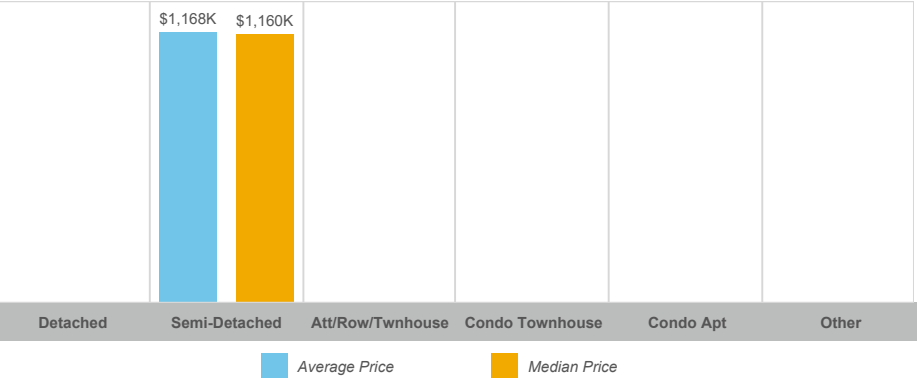 $1,168K $1,160K
Detached Semi-Detached Att/Row/Twnhouse Condo Townhouse Condo Apt Other
Average Price Median Price